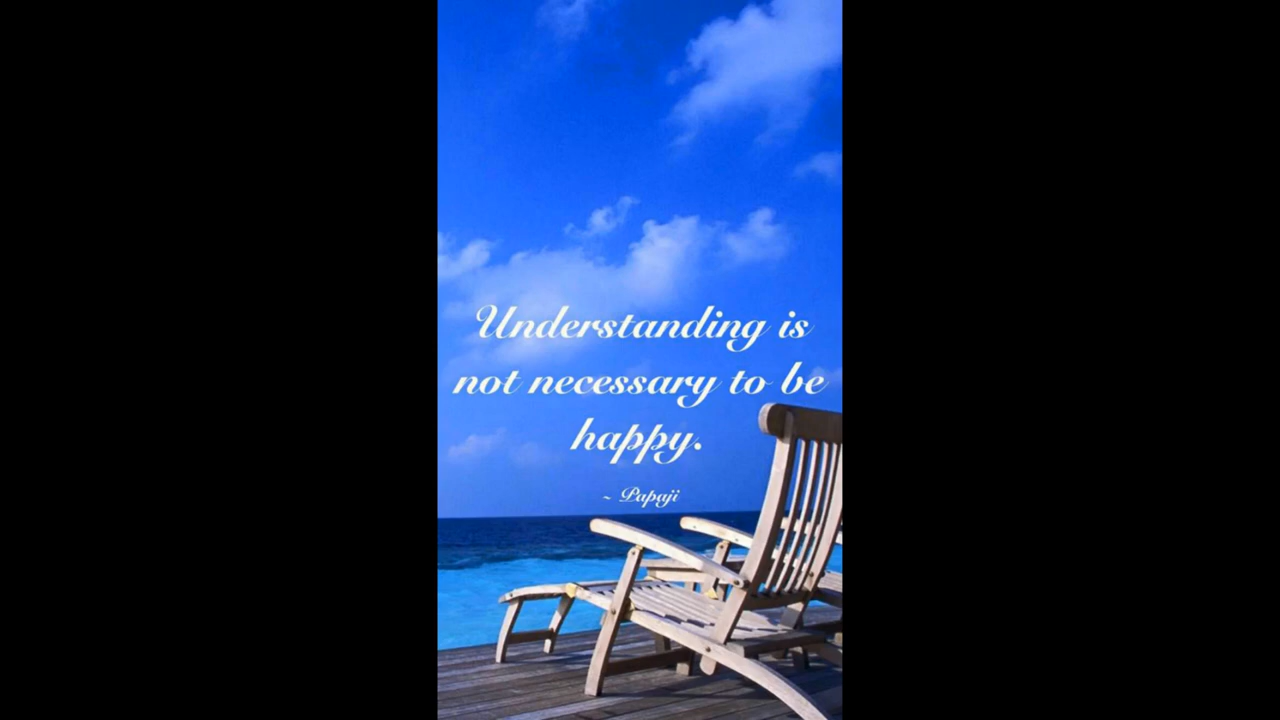 Understanding is
not necessary to be
happy.
~ Papaji